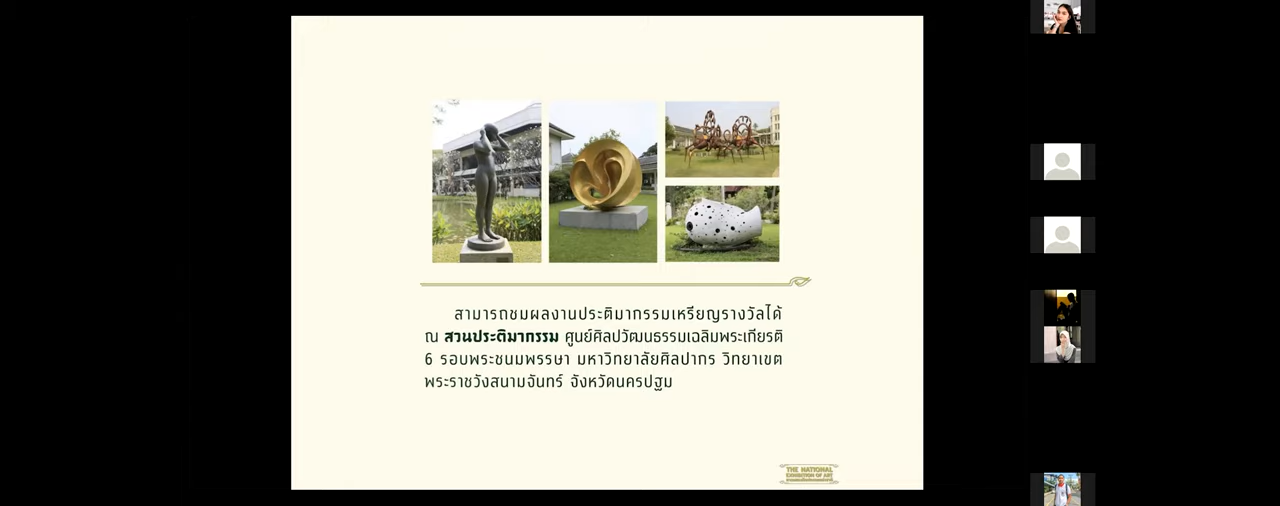 สามารถชมผลงานประติมากรรมเหรียญรางวัลได้
ณ สวนประติมากรรม ศูนย์ศิลปวัฒนธรรมเฉลิมพระเกียรติ
6 รอบพระชนมพรรษา มหาวิทยาลัยศิลปากร วิทยาเขต
พระราชวังสนามจันทร์ จังหวัดนครปฐม
THE NATIONAL
EXHIBITION OF ART